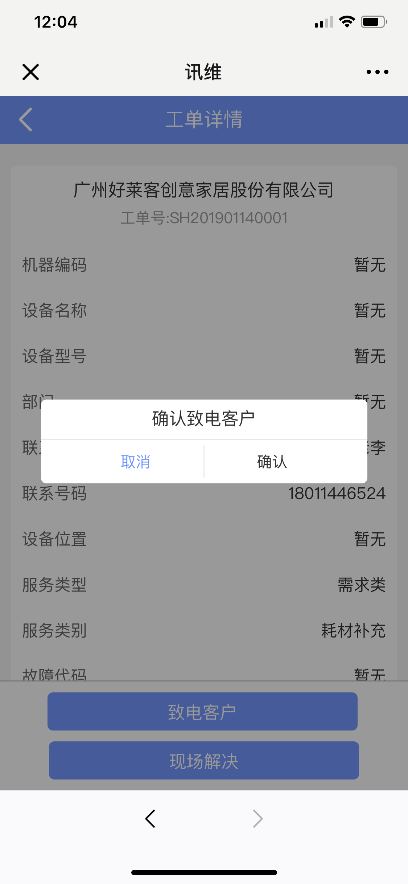 12:04
讯维
工单详情
广州好莱客创意家居股份有限公司
工单号:SH201901140001
机器编码 暂无
设备名称 暂无
设备型号 暂无
部门 暂无
确认致电客户
取消 确认
联 李
联系号码 18011446524
设备位置 暂无
服务类型 需求类
服务类别 耗材补充
故障代码 暂无
致电客户
现场解决